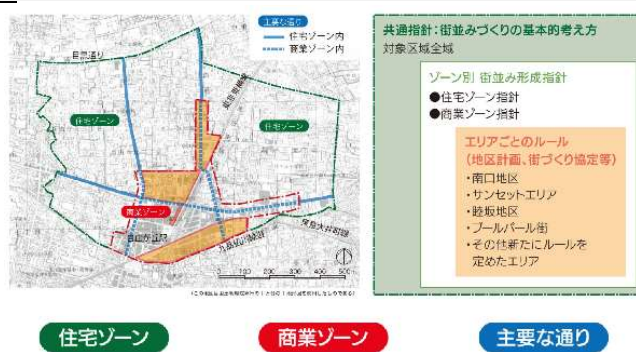 主要な通り
住宅ゾーン内
商業ゾーン内
目黒通り
住宅ゾーン
住宅ゾーン
商業ゾーン
自由が丘駅
九品仏川緑道
東急大井町線
0 100 200 300 400 500
共通指針：街並みづくりの基本的考え方
対象区域全域
ゾーン別 街並み形成指針
●住宅ゾーン指針
●商業ゾーン指針
エリアごとのルール
（地区計画、街づくり協定等）
・南口地区
・サンセットエリア
・睦坂地区
・ブールバール街
・その他新たにルールを
定めたエリア
住宅ゾーン
商業ゾーン
主要な通り